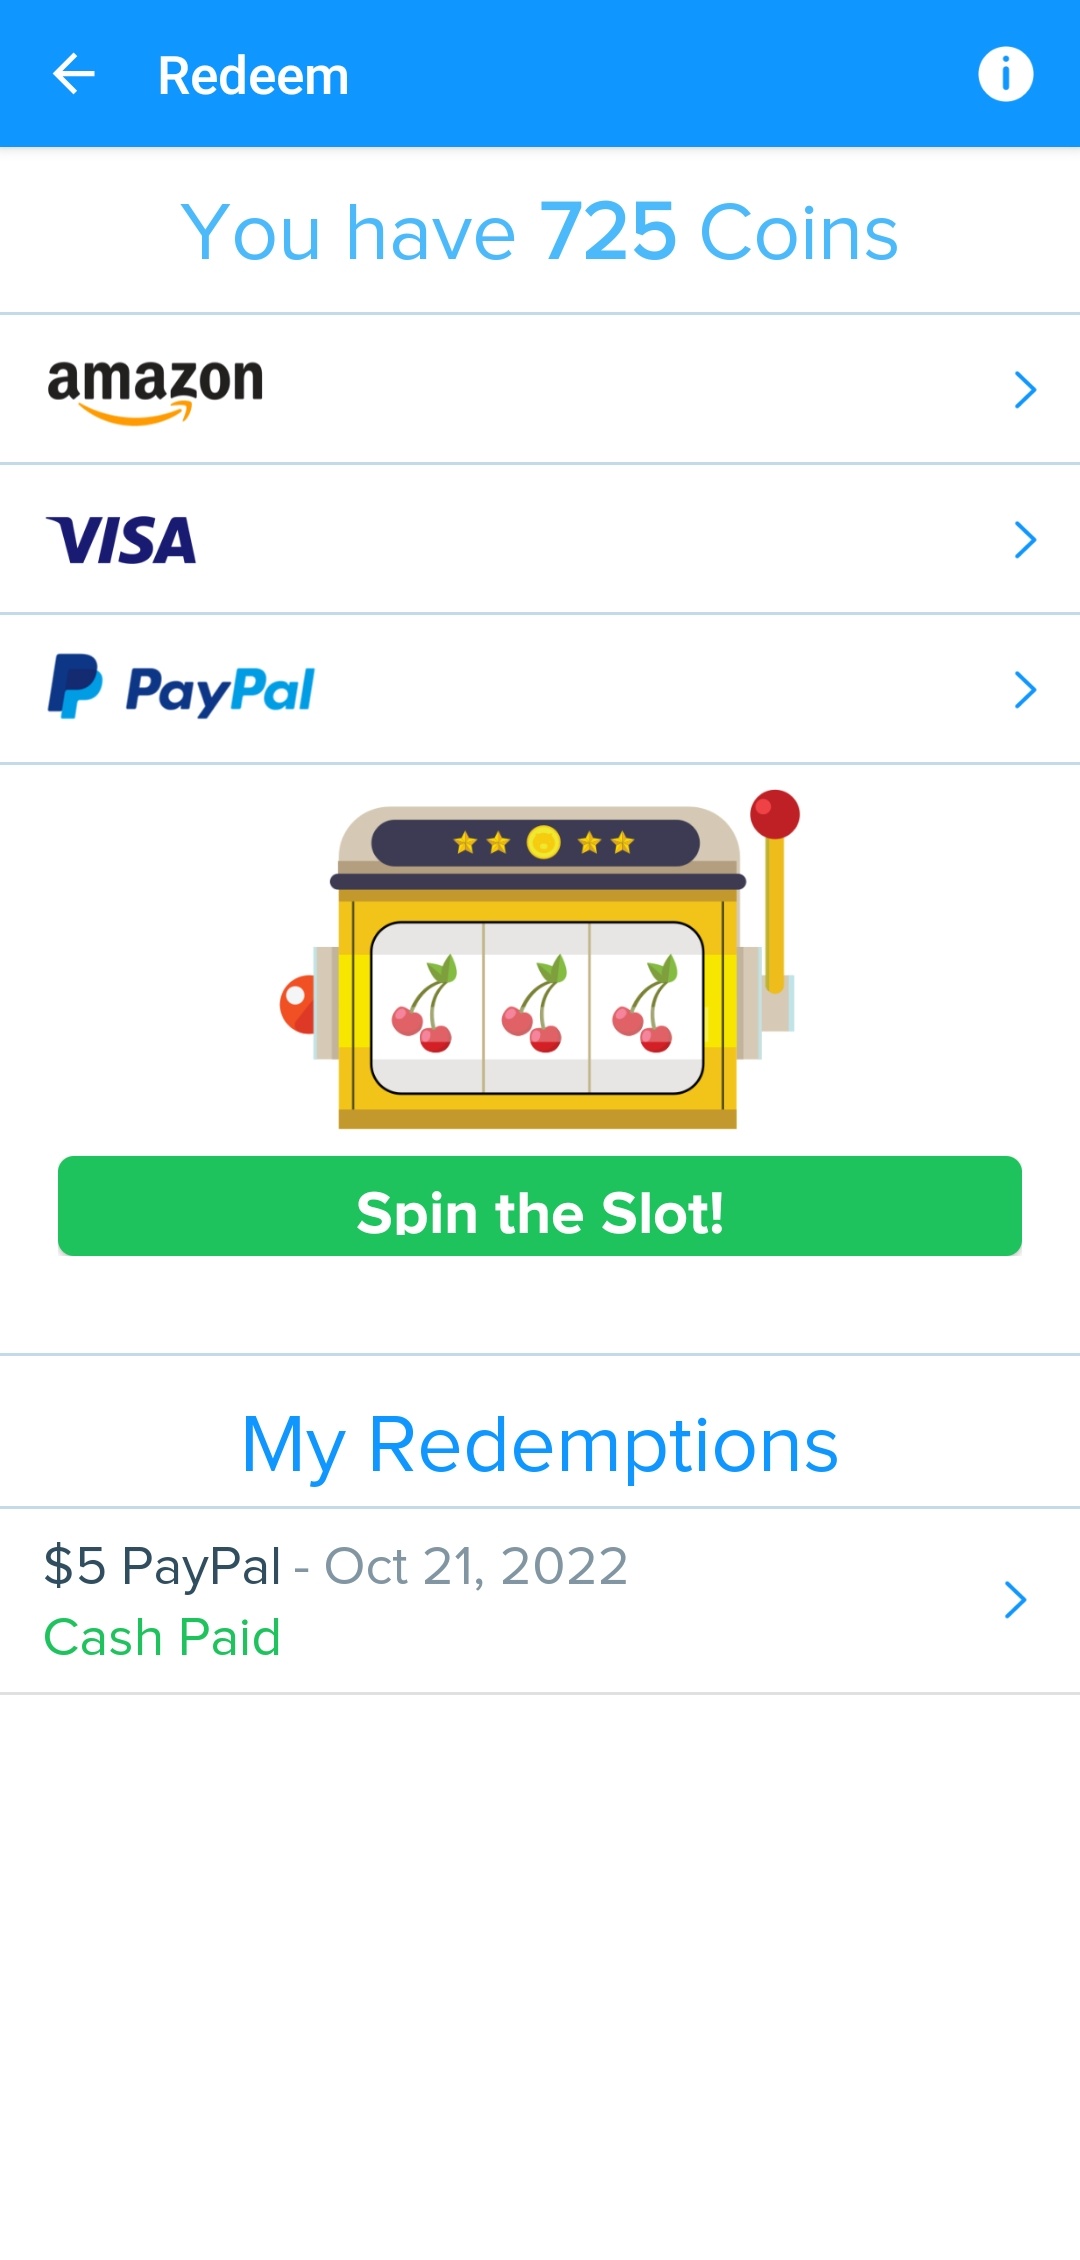 Redeem
You have 725 Coins
amazon
VISA
PayPal
Spin the Slot!
My Redemptions
$5 PayPal - Oct 21, 2022
Cash Paid